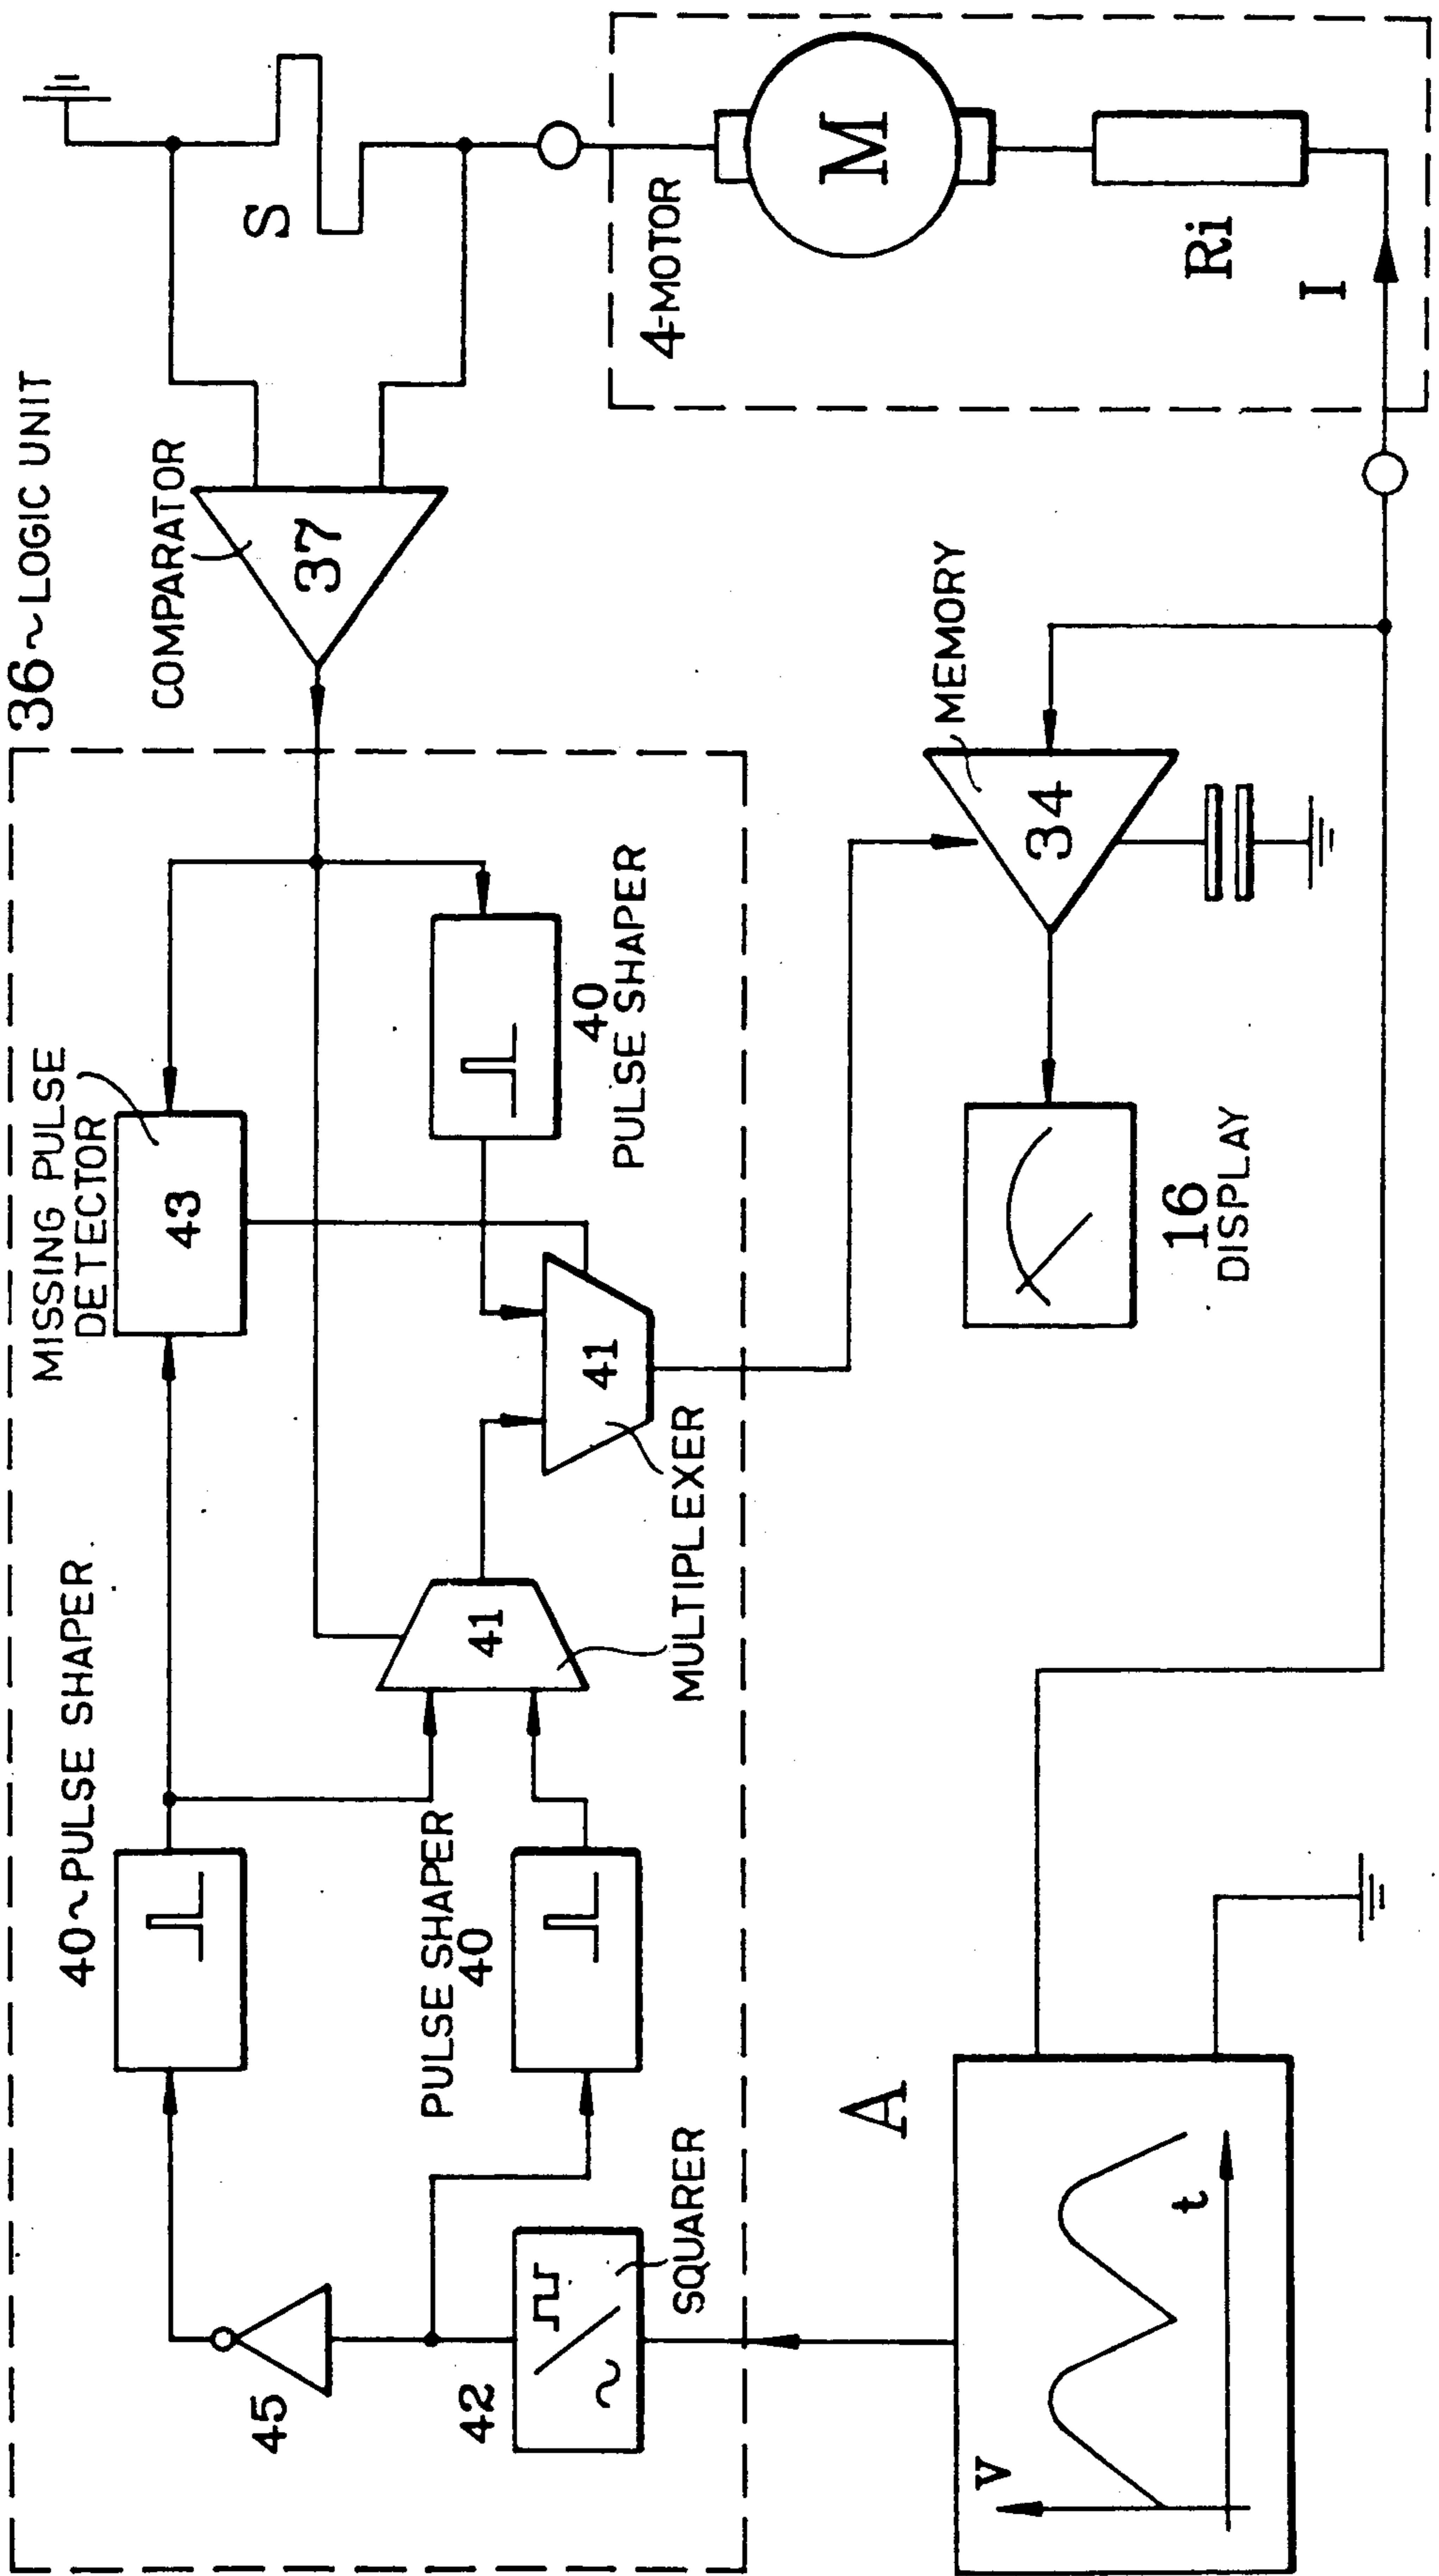 36~LOGIC UNIT
COMPARATOR
37
S
4-MOTOR
M
Ri
I
MISSING PULSE
DETECTOR
43
40
PULSE SHAPER
41
MULTIPLEXER
41
40~PULSE SHAPER
PULSE SHAPER
40
45
42
SQUARER
MEMORY
34
16
DISPLAY
A
V
t